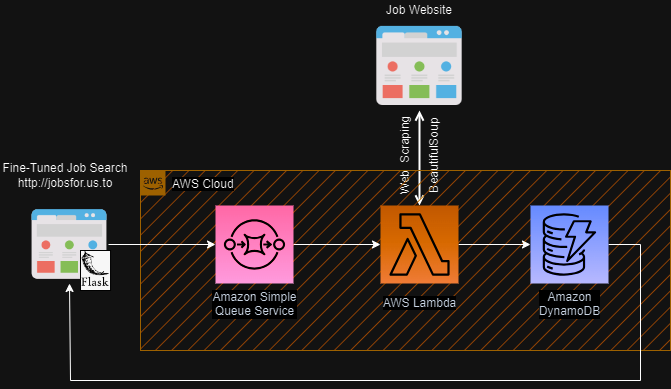 Job Website
Web Scraping
BeautifulSoup
Fine-Tuned Job Search
http://jobsfor.us.to
aws
AWS Cloud
Flask
Amazon Simple
Queue Service
AWS Lambda
Amazon
DynamoDB